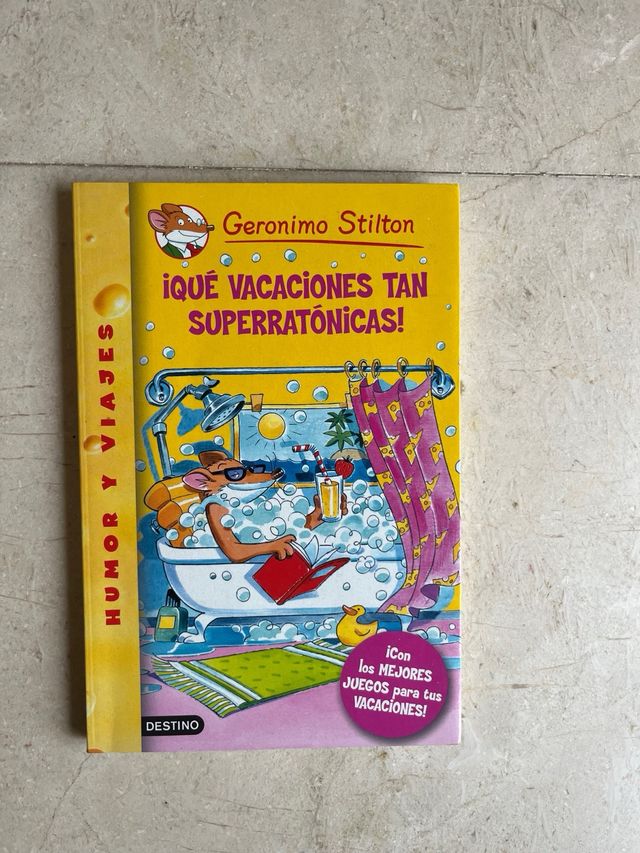 Geronimo Stilton
¡QUÉ VACACIONES TAN
SUPERRATÓNICAS!
HUMOR Y VIAJES
¡Con
los MEJORES
JUEGOS para tus
VACACIONES!
DESTINO